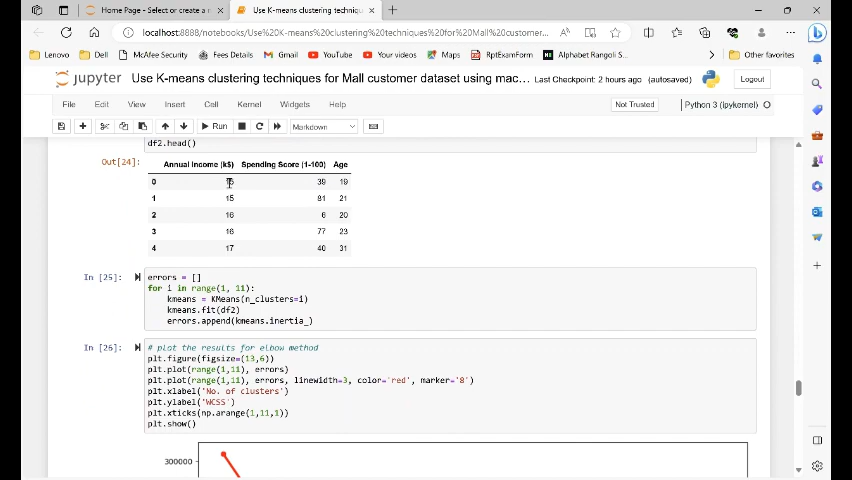 Home Page - Select or create a n
Use K-means clustering techniqu
localhost:8888/notebooks/Use%20K-means%20clustering%20techniques%20for%20Mall%20customer...
Lenovo
Dell
McAfee Security
Fees Details
Gmail
YouTube
Your videos
Maps
RptExamForm
Alphabet Rangoli S...
Other favorites
jupyter Use K-means clustering techniques for Mall customer dataset using mac... Last Checkpoint: 2 hours ago (autosaved)
Logout
File Edit View Insert Cell Kernel Widgets Help
Not Trusted
Python 3 (ipykernel)
Run
Markdown
df2.head()
Out[24]:
Annual Income (k$) Spending Score (1-100) Age
0 15 39 19
1 15 81 21
2 16 6 20
3 16 77 23
4 17 40 31
In [25]:
errors = []
for i in range(1, 11):
kmeans = KMeans(n_clusters=i)
kmeans.fit(df2)
errors.append(kmeans.inertia_)
In [26]:
# plot the results for elbow method
plt.figure(figsize=(13,6))
plt.plot(range(1,11), errors)
plt.plot(range(1,11), errors, linewidth=3, color='red', marker='8')
plt.xlabel('No. of clusters')
plt.ylabel('WCSS')
plt.xticks(np.arange(1,11,1))
plt.show()
300000